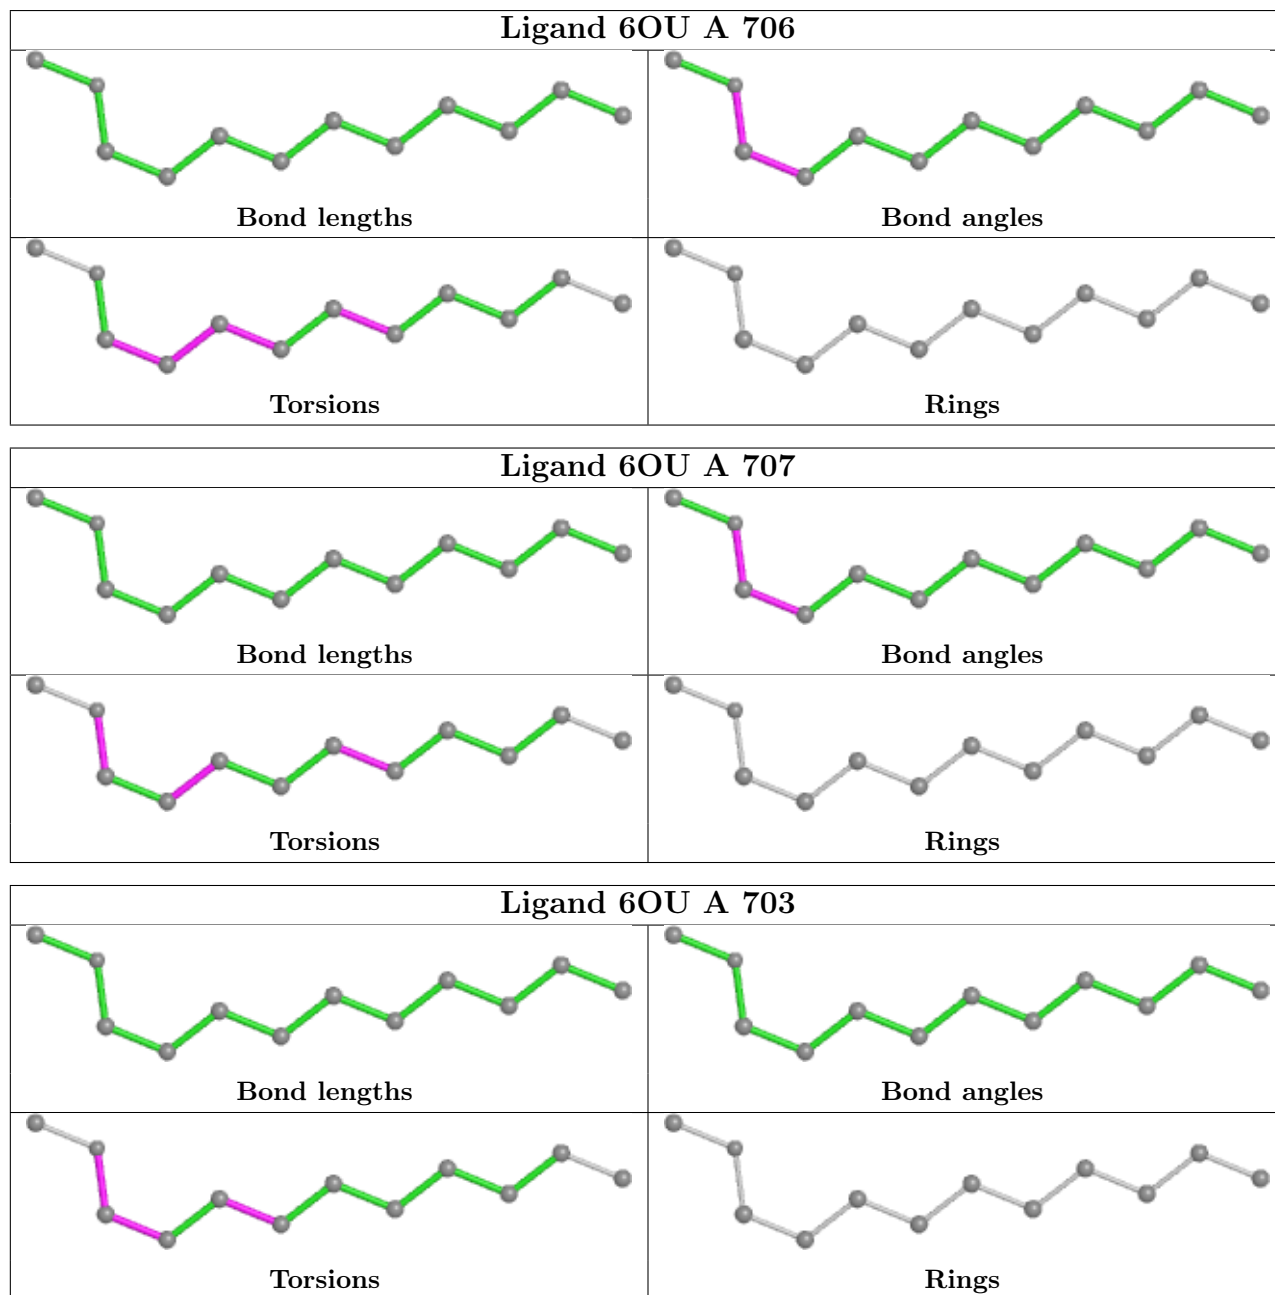 Ligand 6OU A 706
Bond lengths
Bond angles
Torsions
Rings
Ligand 6OU A 707
Bond lengths
Bond angles
Torsions
Rings
Ligand 6OU A 703
Bond lengths
Bond angles
Torsions
Rings